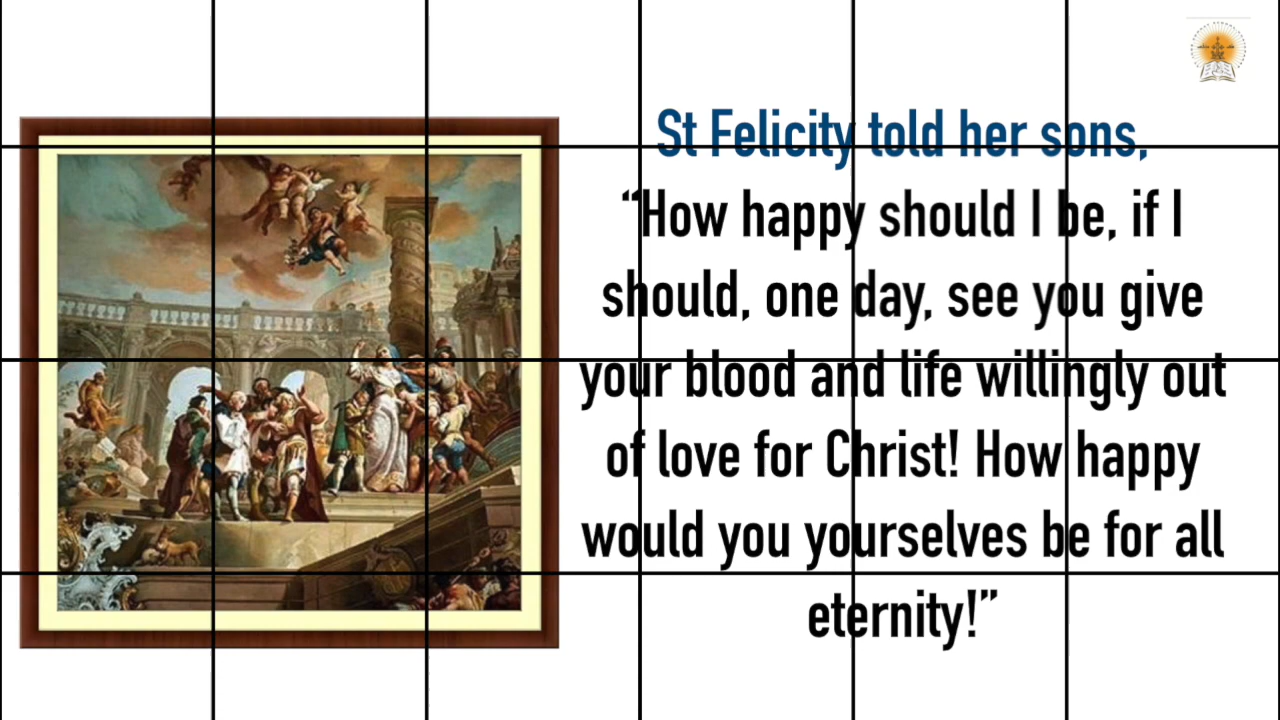 St Felicity told her sons,
“How happy should I be, if I
should, one day, see you give
your blood and life willingly out
of love for Christ! How happy
would you yourselves be for all
eternity!”